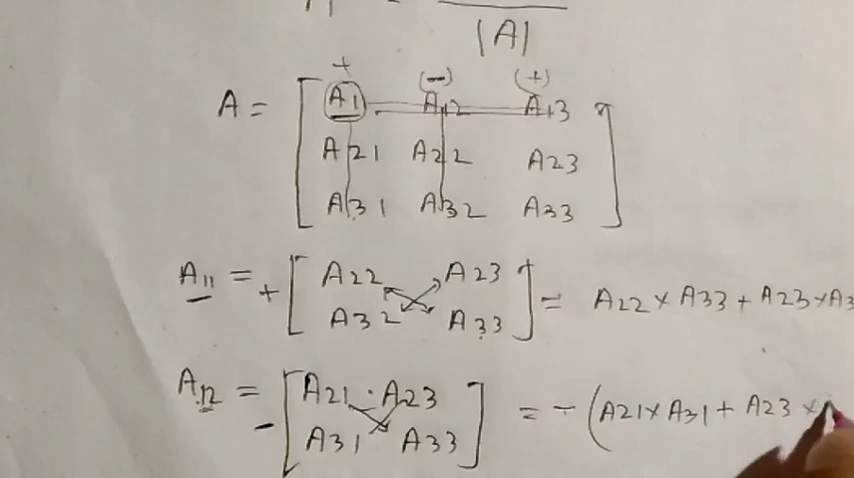 |A|
+ (-) (+)
A = [ A1 A12 A13
A21 A22 A23
A31 A32 A33 ]
A11 = + [ A22 A23
A32 A33 ] = A22 × A33 + A23 × A3
A12 = - [ A21 · A23
A31 A33 ] = - ( A21 × A31 + A23 ×